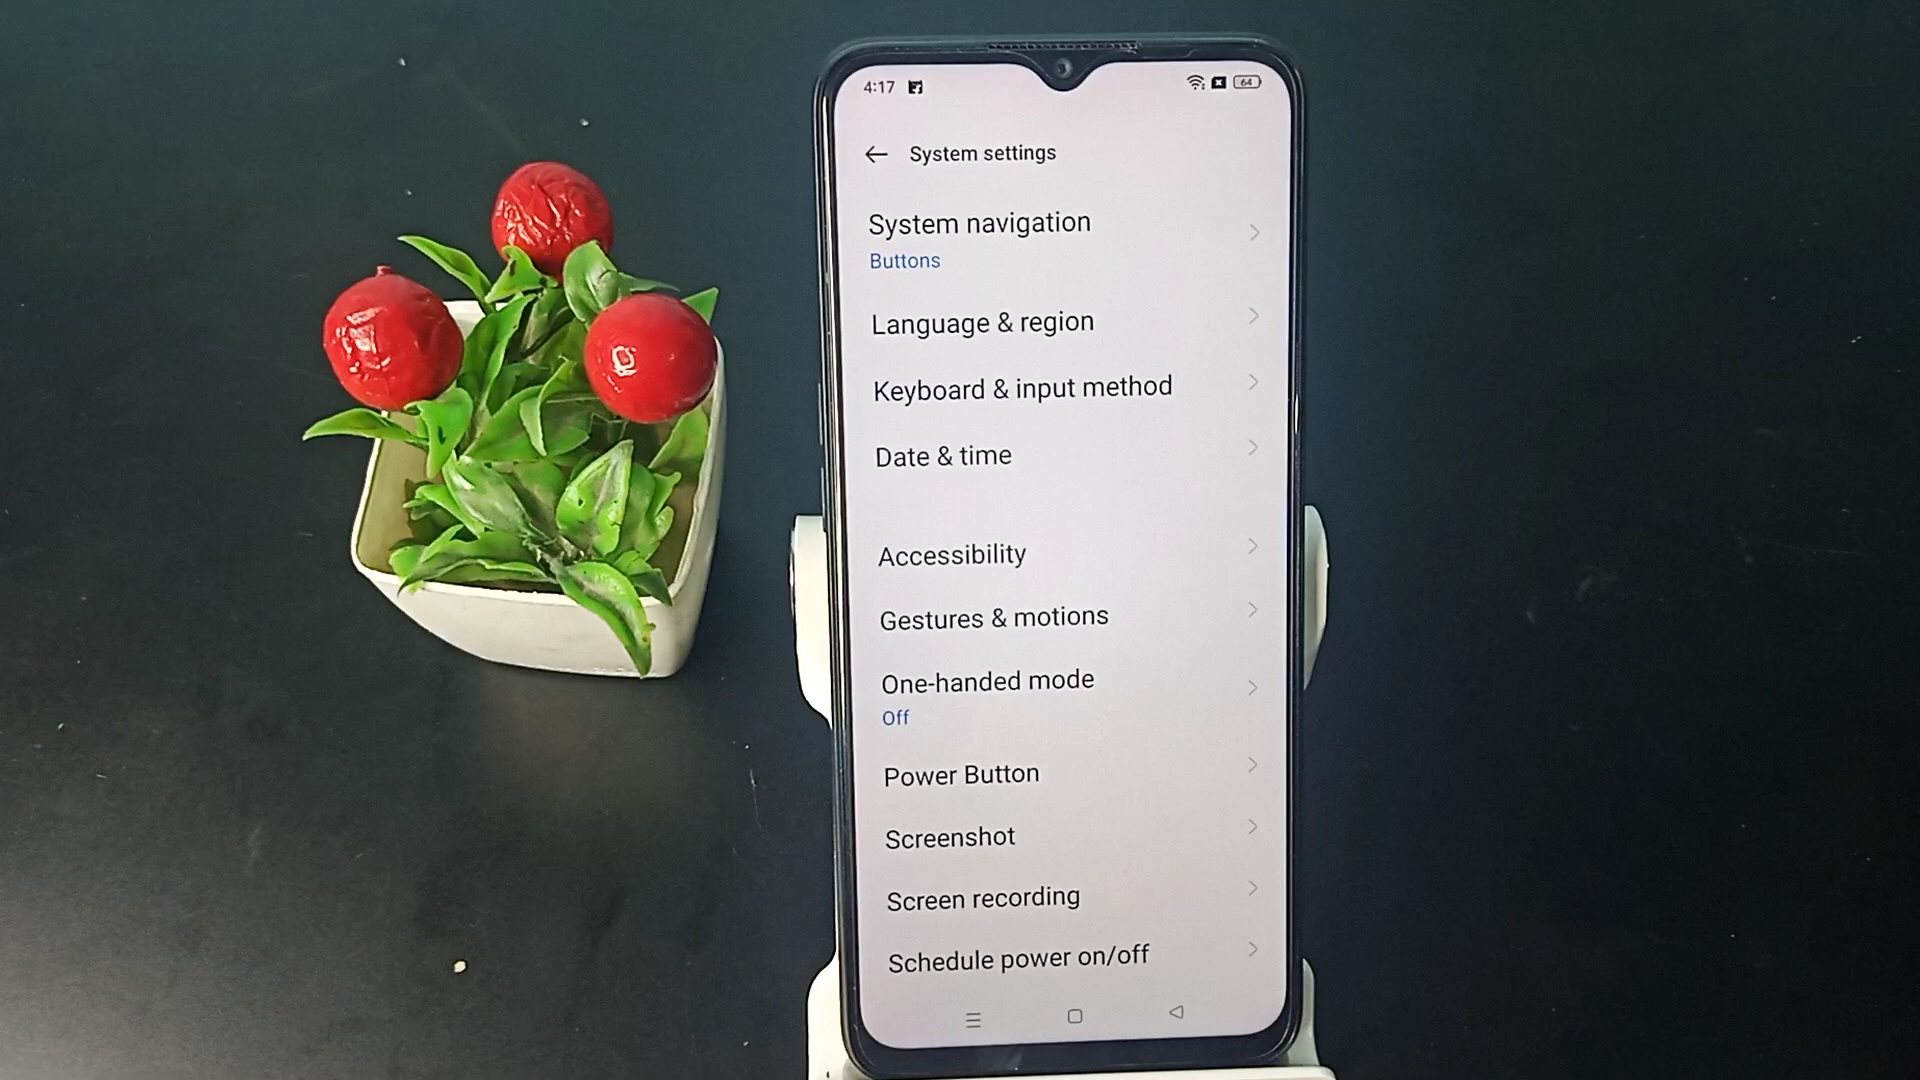 4:17
64
System settings
System navigation
Buttons
Language & region
Keyboard & input method
Date & time
Accessibility
Gestures & motions
One-handed mode
Off
Power Button
Screenshot
Screen recording
Schedule power on/off